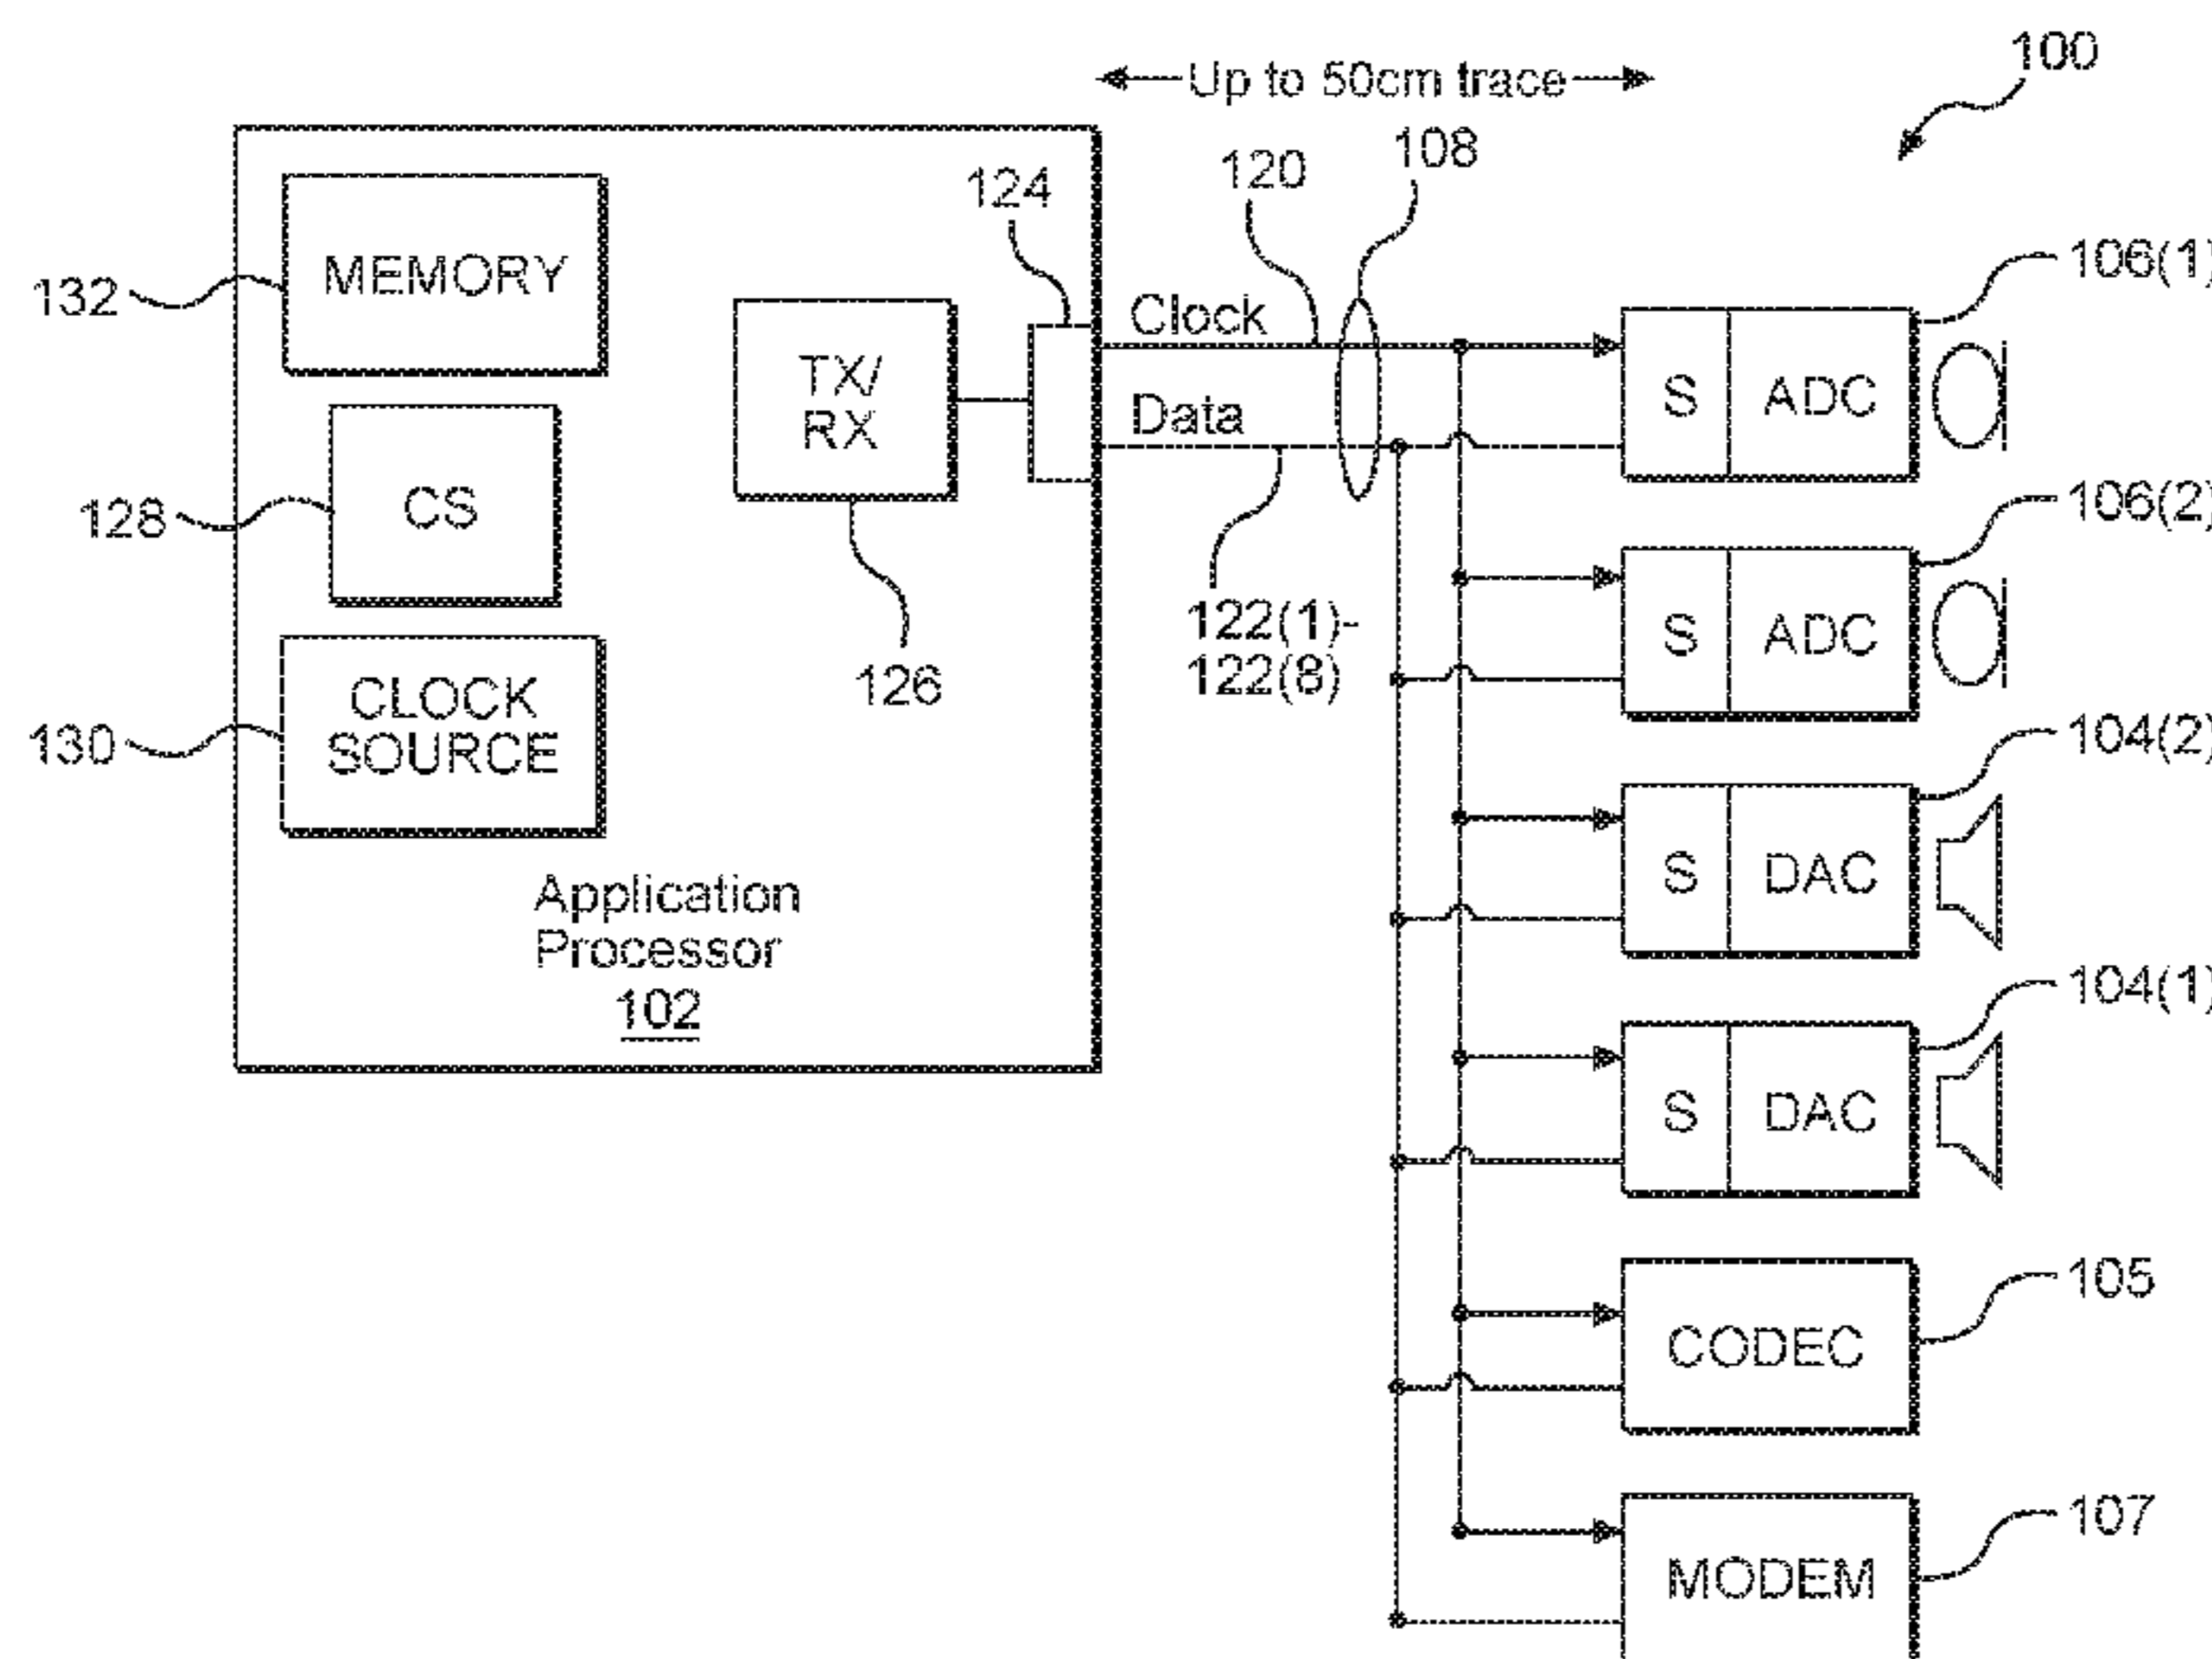 100
Up to 50cm trace
108
120
124
106(1)
132
MEMORY
TX/
RX
Clock
Data
S
ADC
128
CS
106(2)
122(1)-
122(8)
126
S
ADC
130
CLOCK
SOURCE
104(2)
S
DAC
Application
Processor
102
104(1)
S
DAC
105
CODEC
107
MODEM